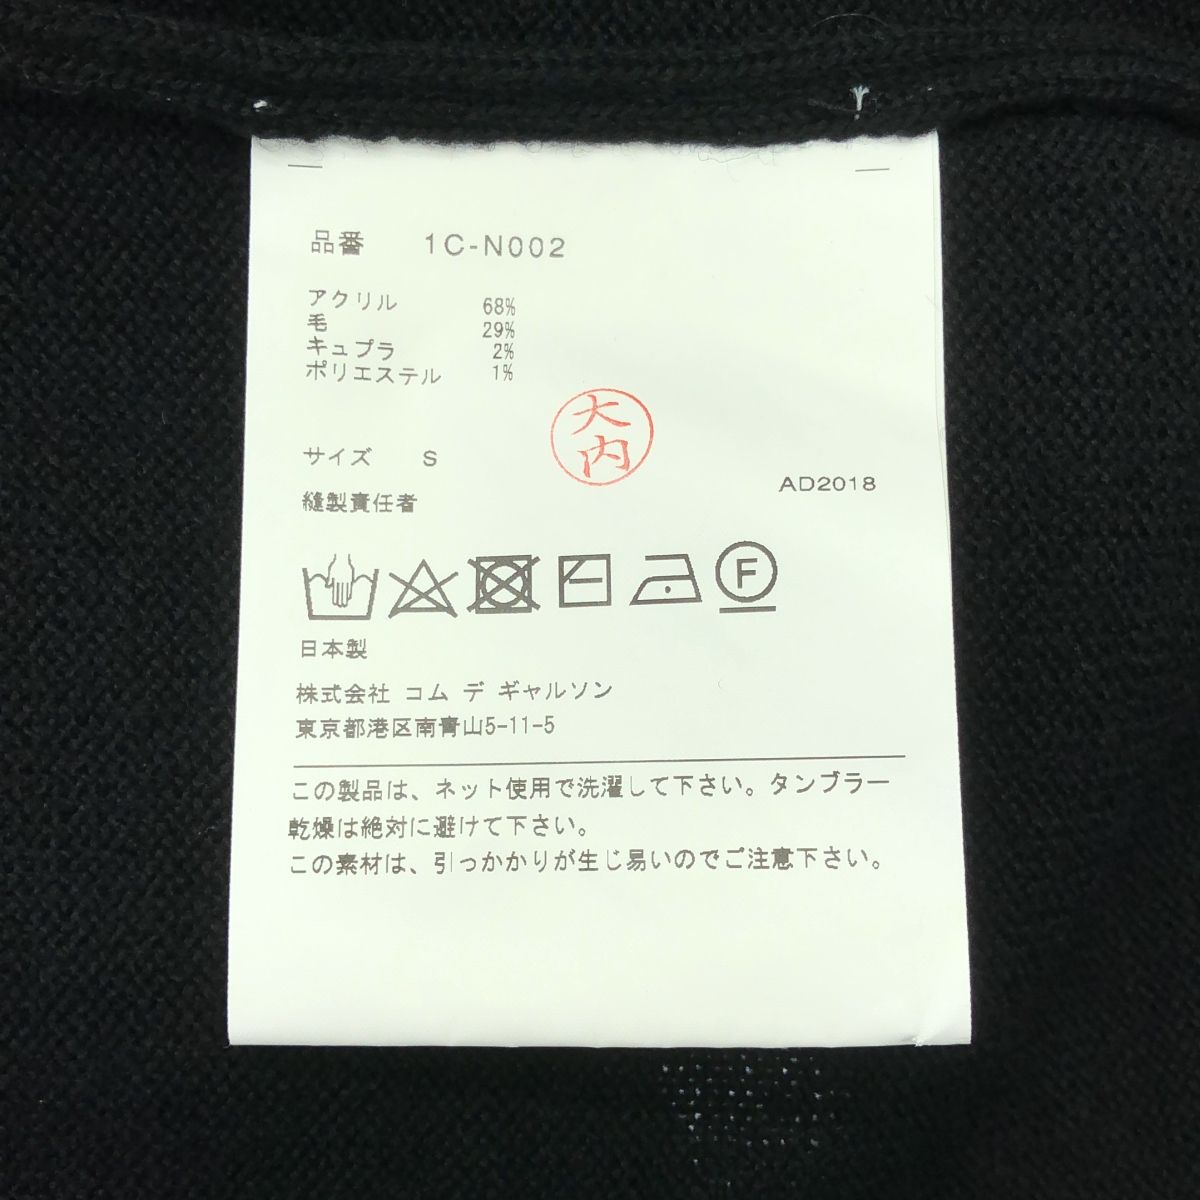 品番 1C-N002
アクリル 68%
毛 29%
キュプラ 2%
ポリエステル 1%
大内
サイズ S
AD2018
縫製責任者
F
日本製
株式会社 コム デ ギャルソン
東京都港区南青山5-11-5
この製品は、ネット使用で洗濯して下さい。タンブラー
乾燥は絶対に避けて下さい。
この素材は、引っかかりが生じ易いのでご注意下さい。